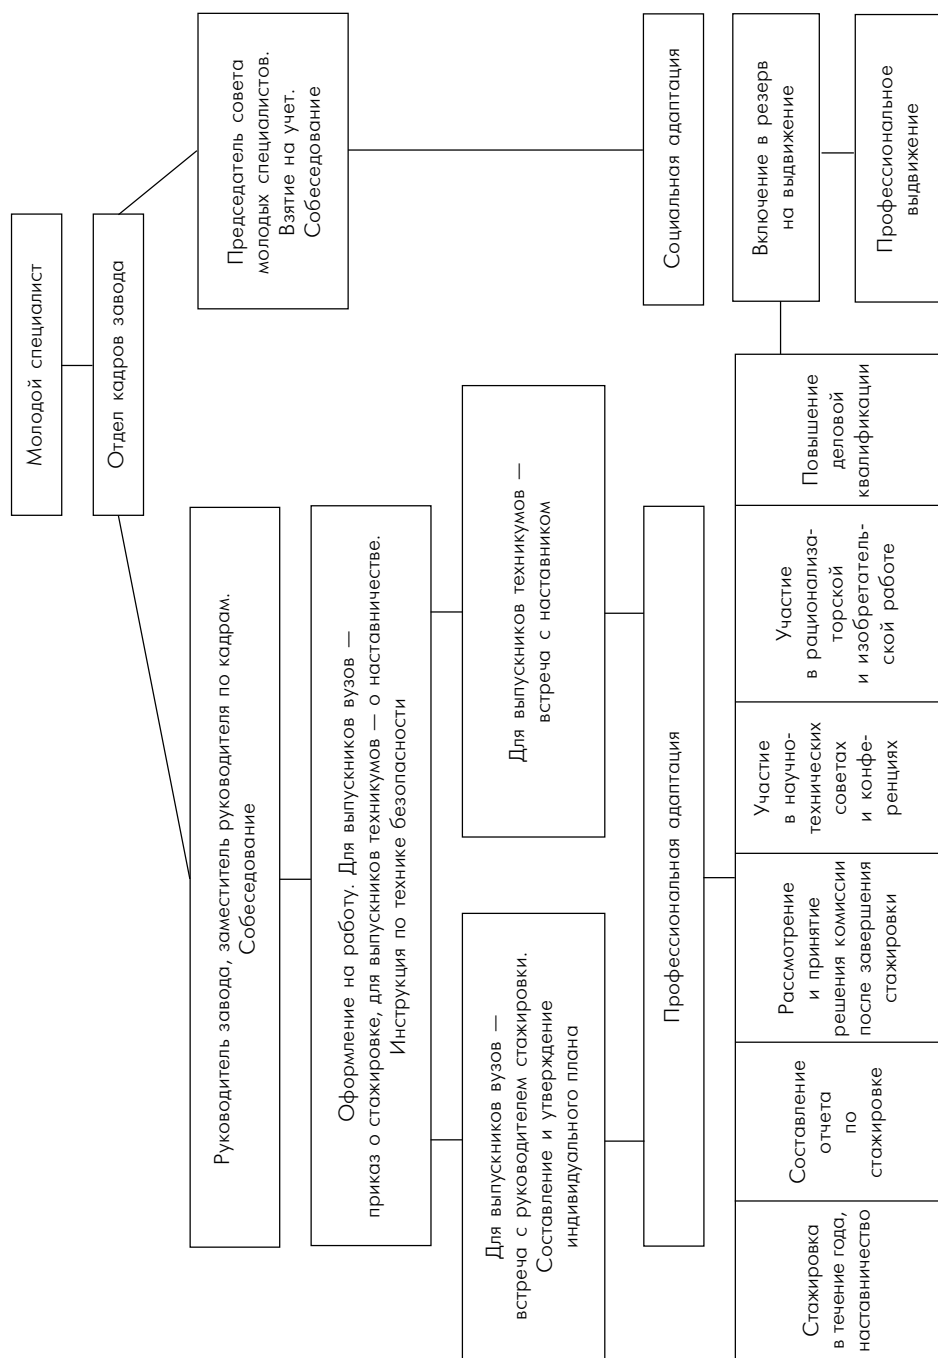 Молодой специалист
Отдел кадров завода
Руководитель завода, заместитель руководителя по кадрам.
Собеседование
Председатель совета
молодых специалистов.
Взятие на учет.
Собеседование
Оформление на работу. Для выпускников вузов —
приказ о стажировке, для выпускников техникумов — о наставничестве.
Инструкция по технике безопасности
Для выпускников вузов —
встреча с руководителем стажировки.
Составление и утверждение
индивидуального плана
Для выпускников техникумов —
встреча с наставником
Профессиональная адаптация
Социальная адаптация
Стажировка
в течение года,
наставничество
Составление
отчета
по
стажировке
Рассмотрение
и принятие
решения комиссии
после завершения
стажировки
Участие
в научно-
технических
советах
и конфе-
ренциях
Участие
в рационализа-
торской
и изобретатель-
ской работе
Повышение
деловой
квалификации
Включение в резерв
на выдвижение
Профессиональное
выдвижение